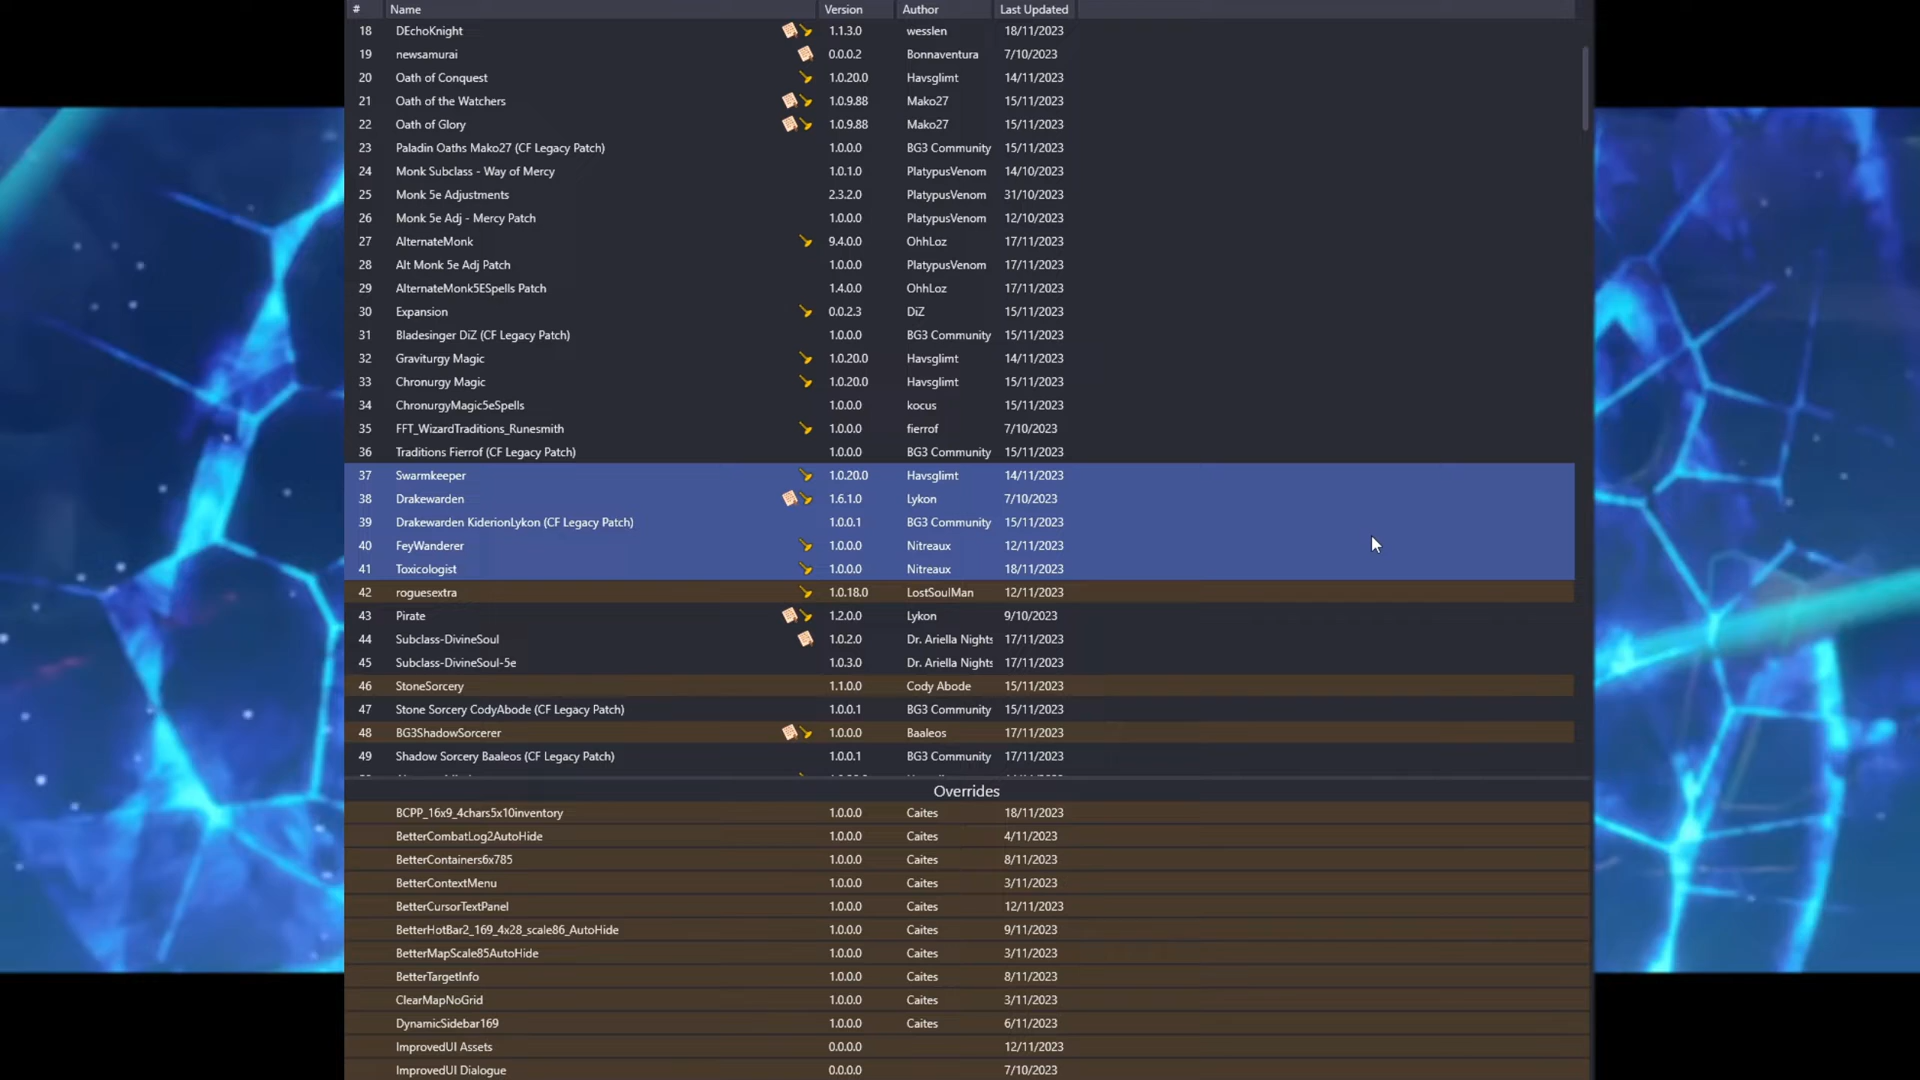 # Name Version Author Last Updated
18 DEchoKnight 1.1.3.0 wesslen 18/11/2023
19 newsamurai 0.0.0.2 Bonnaventura 7/10/2023
20 Oath of Conquest 1.0.20.0 Havsglimt 14/11/2023
21 Oath of the Watchers 1.0.9.88 Mako27 15/11/2023
22 Oath of Glory 1.0.9.88 Mako27 15/11/2023
23 Paladin Oaths Mako27 (CF Legacy Patch) 1.0.0.0 BG3 Community 15/11/2023
24 Monk Subclass - Way of Mercy 1.0.1.0 PlatypusVenom 14/10/2023
25 Monk 5e Adjustments 2.3.2.0 PlatypusVenom 31/10/2023
26 Monk 5e Adj - Mercy Patch 1.0.0.0 PlatypusVenom 12/10/2023
27 AlternateMonk 9.4.0.0 OhhLoz 17/11/2023
28 Alt Monk 5e Adj Patch 1.0.0.0 PlatypusVenom 17/11/2023
29 AlternateMonk5ESpells Patch 1.4.0.0 OhhLoz 17/11/2023
30 Expansion 0.0.2.3 DiZ 15/11/2023
31 Bladesinger DiZ (CF Legacy Patch) 1.0.0.0 BG3 Community 15/11/2023
32 Graviturgy Magic 1.0.20.0 Havsglimt 14/11/2023
33 Chronurgy Magic 1.0.20.0 Havsglimt 15/11/2023
34 ChronurgyMagic5eSpells 1.0.0.0 kocus 15/11/2023
35 FFT_WizardTraditions_Runesmith 1.0.0.0 fierrof 7/10/2023
36 Traditions Fierrof (CF Legacy Patch) 1.0.0.0 BG3 Community 15/11/2023
37 Swarmkeeper 1.0.20.0 Havsglimt 14/11/2023
38 Drakewarden 1.6.1.0 Lykon 7/10/2023
39 Drakewarden KiderionLykon (CF Legacy Patch) 1.0.0.1 BG3 Community 15/11/2023
40 FeyWanderer 1.0.0.0 Nitreaux 12/11/2023
41 Toxicologist 1.0.0.0 Nitreaux 18/11/2023
42 roguesextra 1.0.18.0 LostSoulMan 12/11/2023
43 Pirate 1.2.0.0 Lykon 9/10/2023
44 Subclass-DivineSoul 1.0.2.0 Dr. Ariella Nights 17/11/2023
45 Subclass-DivineSoul-5e 1.0.3.0 Dr. Ariella Nights 17/11/2023
46 StoneSorcery 1.1.0.0 Cody Abode 15/11/2023
47 Stone Sorcery CodyAbode (CF Legacy Patch) 1.0.0.1 BG3 Community 15/11/2023
48 BG3ShadowSorcerer 1.0.0.0 Baaleos 17/11/2023
49 Shadow Sorcery Baaleos (CF Legacy Patch) 1.0.0.1 BG3 Community 17/11/2023
Overrides
BCPP_16x9_4chars5x10inventory 1.0.0.0 Caites 18/11/2023
BetterCombatLog2AutoHide 1.0.0.0 Caites 4/11/2023
BetterContainers6x785 1.0.0.0 Caites 8/11/2023
BetterContextMenu 1.0.0.0 Caites 3/11/2023
BetterCursorTextPanel 1.0.0.0 Caites 12/11/2023
BetterHotBar2_169_4x28_scale86_AutoHide 1.0.0.0 Caites 9/11/2023
BetterMapScale85AutoHide 1.0.0.0 Caites 3/11/2023
BetterTargetInfo 1.0.0.0 Caites 8/11/2023
ClearMapNoGrid 1.0.0.0 Caites 3/11/2023
DynamicSidebar169 1.0.0.0 Caites 6/11/2023
ImprovedUI Assets 0.0.0.0 12/11/2023
ImprovedUI Dialogue 0.0.0.0 7/10/2023